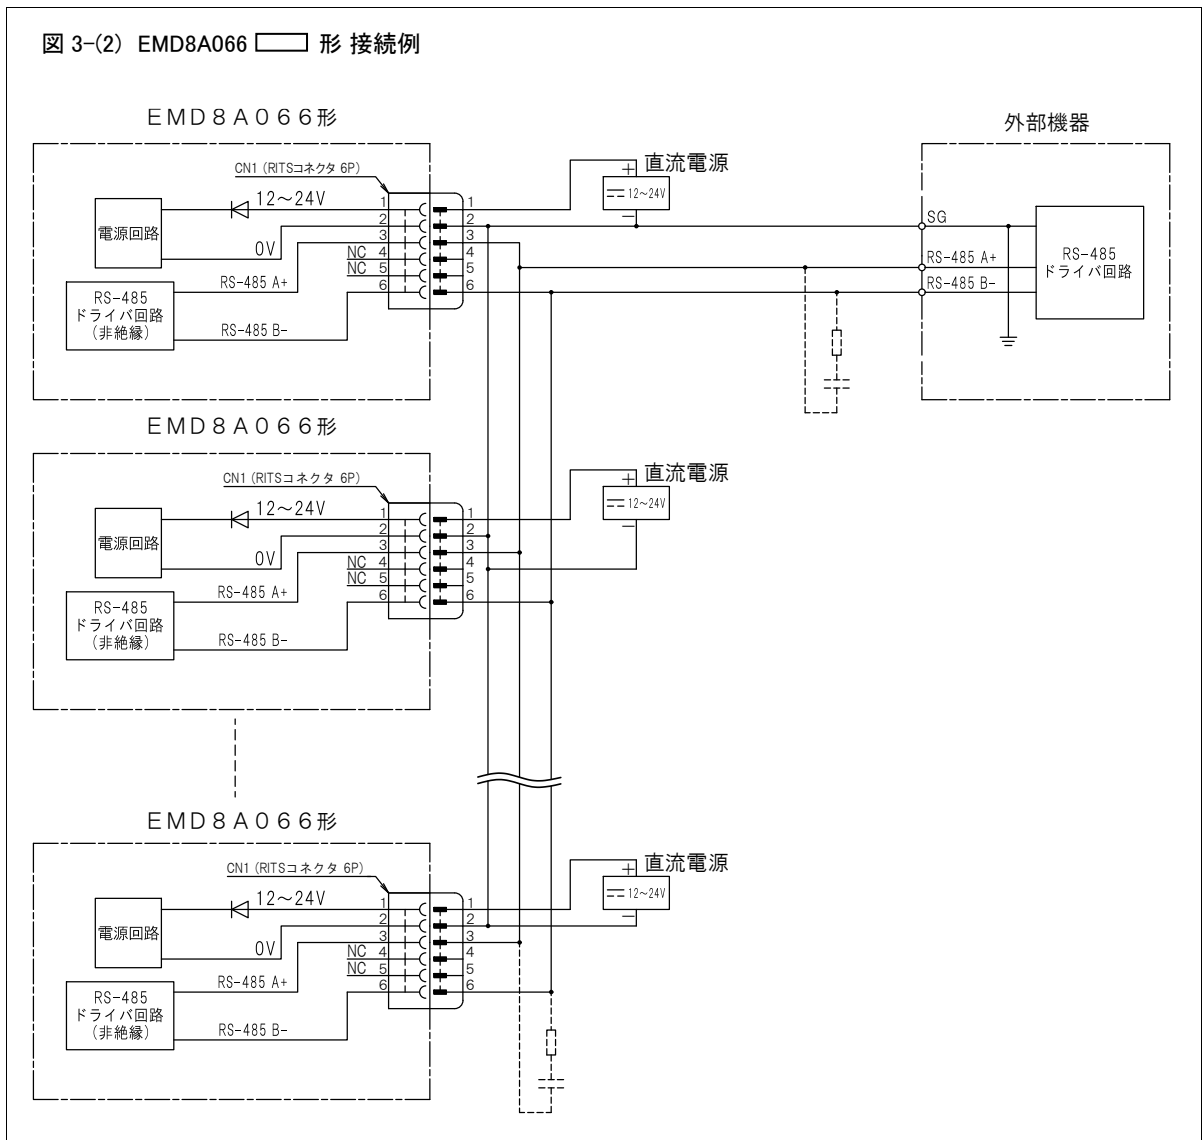 図 3-(2) EMD8A066 形 接続例
EMD8A066形
外部機器
CN1 (RITSコネクタ 6P)
直流電源
12~24V
電源回路
0V
RS-485 A+
RS-485
ドライバ回路
(非絶縁)
RS-485 B-
1
2
3
NC 4
NC 5
6
1
2
3
4
5
6
+
12~24V
-
SG
RS-485 A+
RS-485 B-
RS-485
ドライバ回路
EMD8A066形
CN1 (RITSコネクタ 6P)
直流電源
12~24V
電源回路
0V
RS-485 A+
RS-485
ドライバ回路
(非絶縁)
RS-485 B-
1
2
3
NC 4
NC 5
6
1
2
3
4
5
6
+
12~24V
-
EMD8A066形
CN1 (RITSコネクタ 6P)
直流電源
12~24V
電源回路
0V
RS-485 A+
RS-485
ドライバ回路
(非絶縁)
RS-485 B-
1
2
3
NC 4
NC 5
6
1
2
3
4
5
6
+
12~24V
-